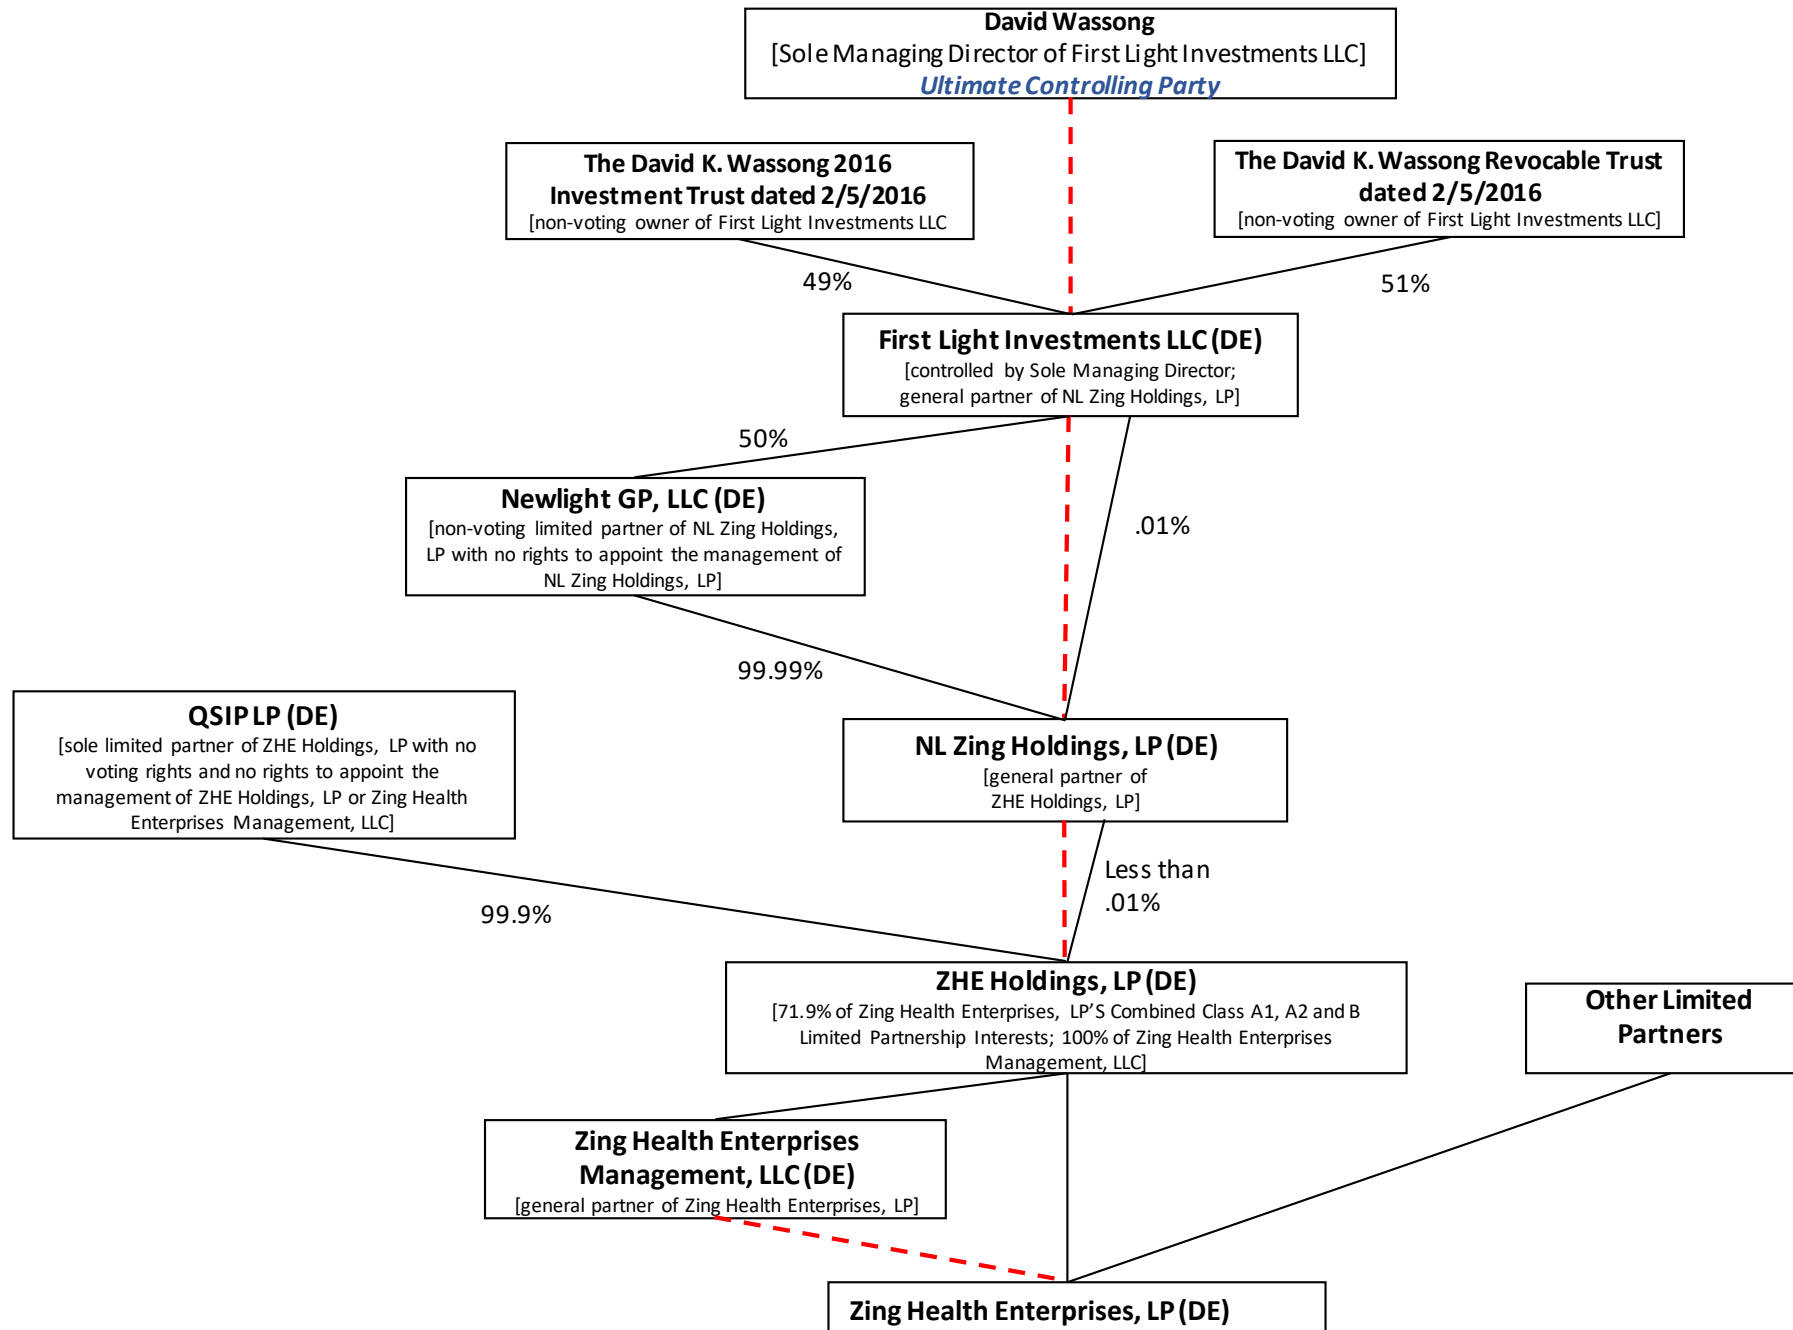 David Wassong
[Sole Managing Director of First Light Investments LLC]
Ultimate Controlling Party
The David K. Wassong 2016
Investment Trust dated 2/5/2016
[non-voting owner of First Light Investments LLC
The David K. Wassong Revocable Trust
dated 2/5/2016
[non-voting owner of First Light Investments LLC]
49%
51%
First Light Investments LLC (DE)
[controlled by Sole Managing Director;
general partner of NL Zing Holdings, LP]
50%
Newlight GP, LLC (DE)
[non-voting limited partner of NL Zing Holdings,
LP with no rights to appoint the management of
NL Zing Holdings, LP]
.01%
99.99%
QSIP LP (DE)
[sole limited partner of ZHE Holdings, LP with no
voting rights and no rights to appoint the
management of ZHE Holdings, LP or Zing Health
Enterprises Management, LLC]
NL Zing Holdings, LP (DE)
[general partner of
ZHE Holdings, LP]
Less than
.01%
99.9%
ZHE Holdings, LP (DE)
[71.9% of Zing Health Enterprises, LP’S Combined Class A1, A2 and B
Limited Partnership Interests; 100% of Zing Health Enterprises
Management, LLC]
Other Limited
Partners
Zing Health Enterprises
Management, LLC (DE)
[general partner of Zing Health Enterprises, LP]
Zing Health Enterprises, LP (DE)